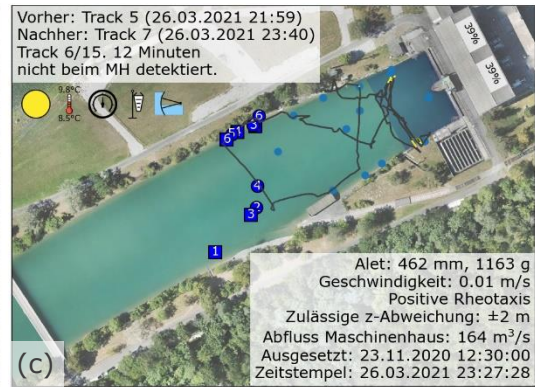 Vorher: Track 5 (26.03.2021 21:59)
Nachher: Track 7 (26.03.2021 23:40)
Track 6/15. 12 Minuten
nicht beim MH detektiert.
39%
39%
9.8°C
8.5°C
6
5
6
4
3
1
Alet: 462 mm, 1163 g
Geschwindigkeit: 0.01 m/s
Positive Rheotaxis
Zulässige z-Abweichung: ±2 m
Abfluss Maschinenhaus: 164 m³/s
Ausgesetzt: 23.11.2020 12:30:00
Zeitstempel: 26.03.2021 23:27:28
(c)